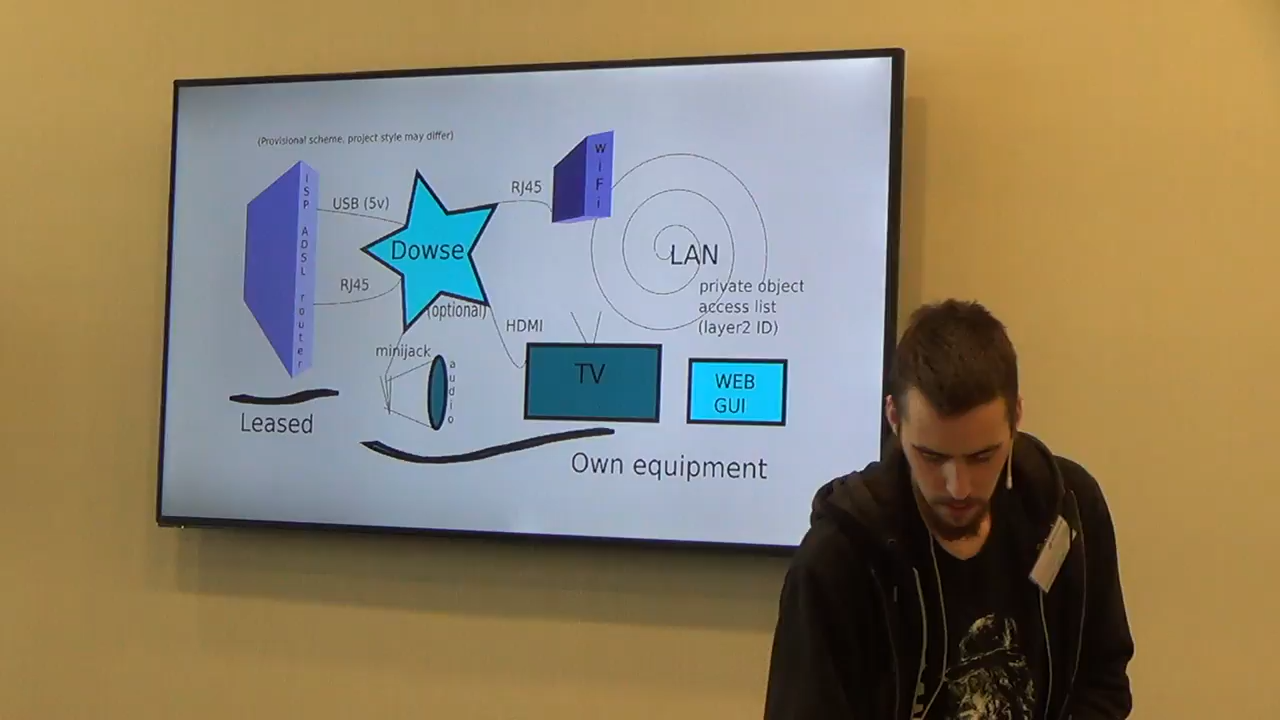 (Provisional scheme, project style may differ)
ISP ADSL router
USB (5v)
RJ45
Dowse
(optional)
RJ45
WiFi
LAN
private object
access list
(layer2 ID)
HDMI
minijack
audio
TV
WEB
GUI
Leased
Own equipment